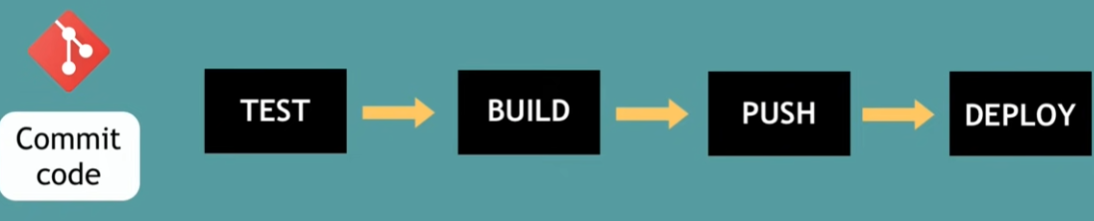 Commit
code
TEST
BUILD
PUSH
DEPLOY